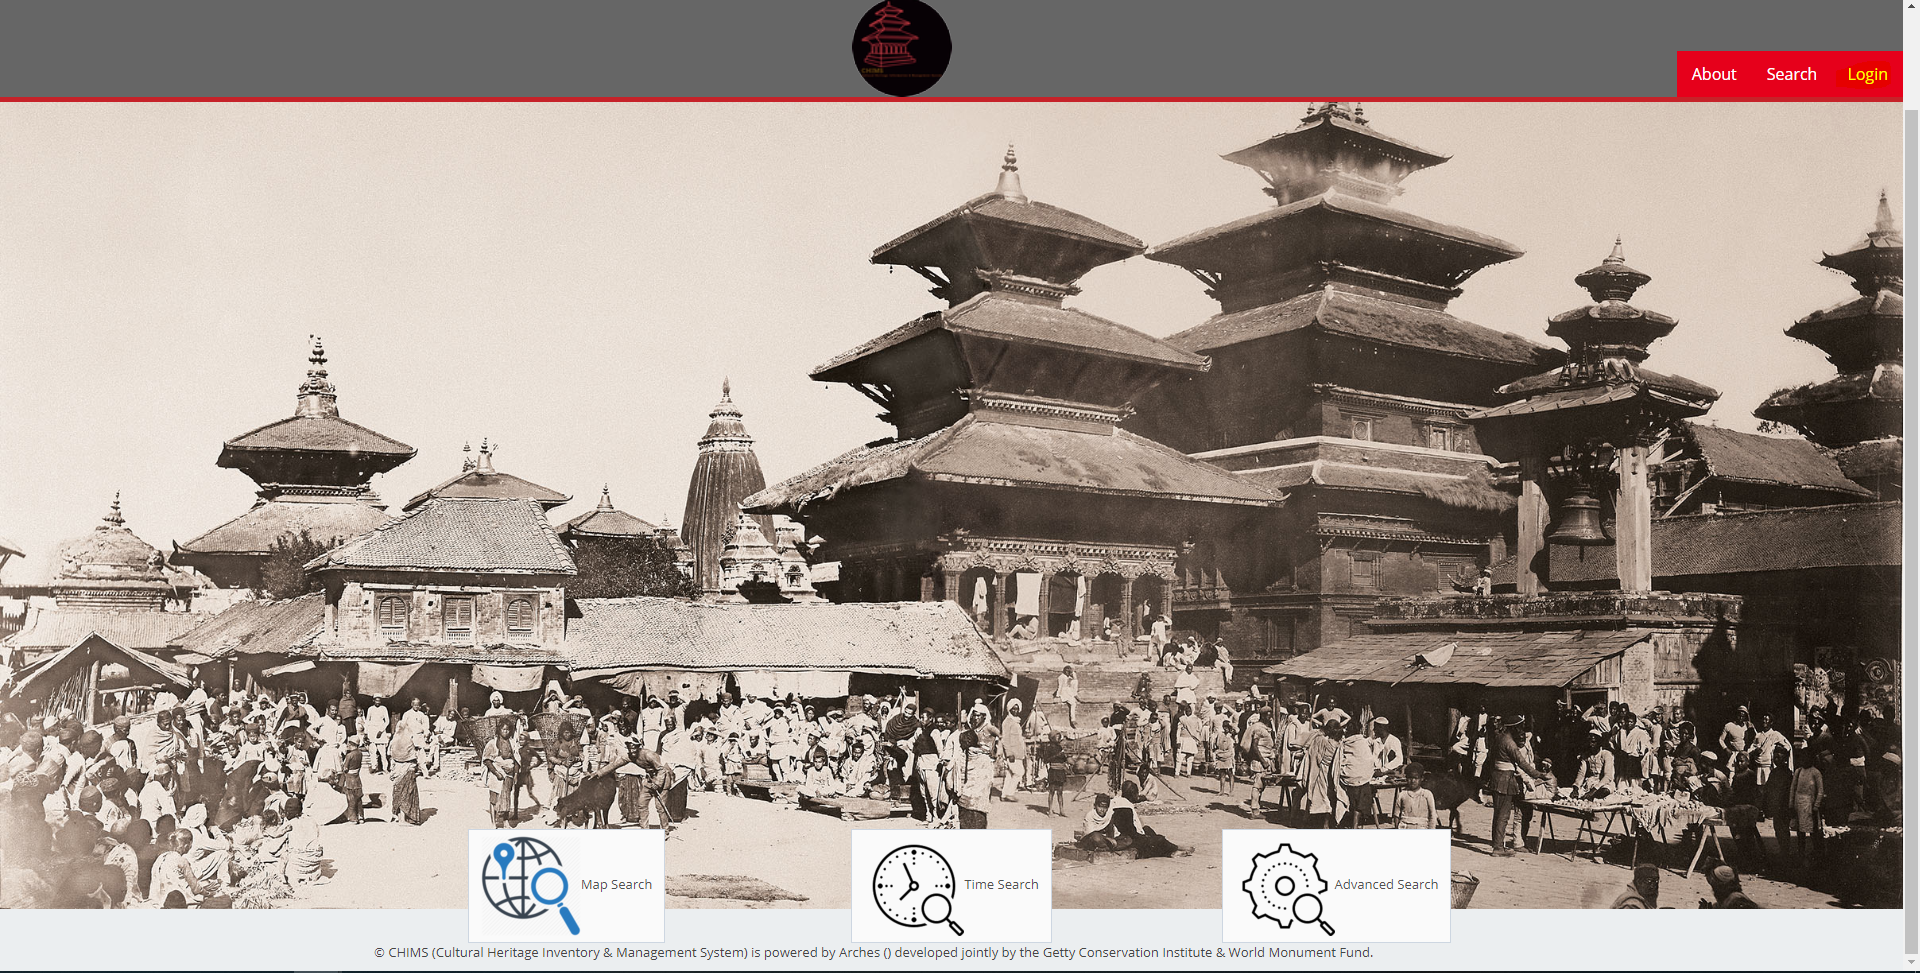 CHIMS
About Search Login
Map Search
Time Search
Advanced Search
© CHIMS (Cultural Heritage Inventory & Management System) is powered by Arches () developed jointly by the Getty Conservation Institute & World Monument Fund.